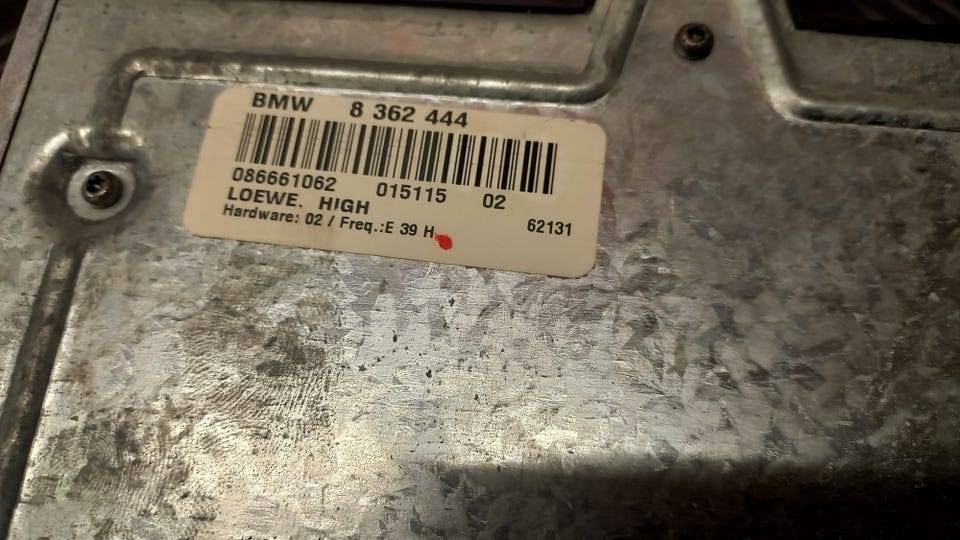 BMW 8 362 444
086661062 015115 02
LOEWE. HIGH
Hardware: 02 / Freq.:E 39 H
62131